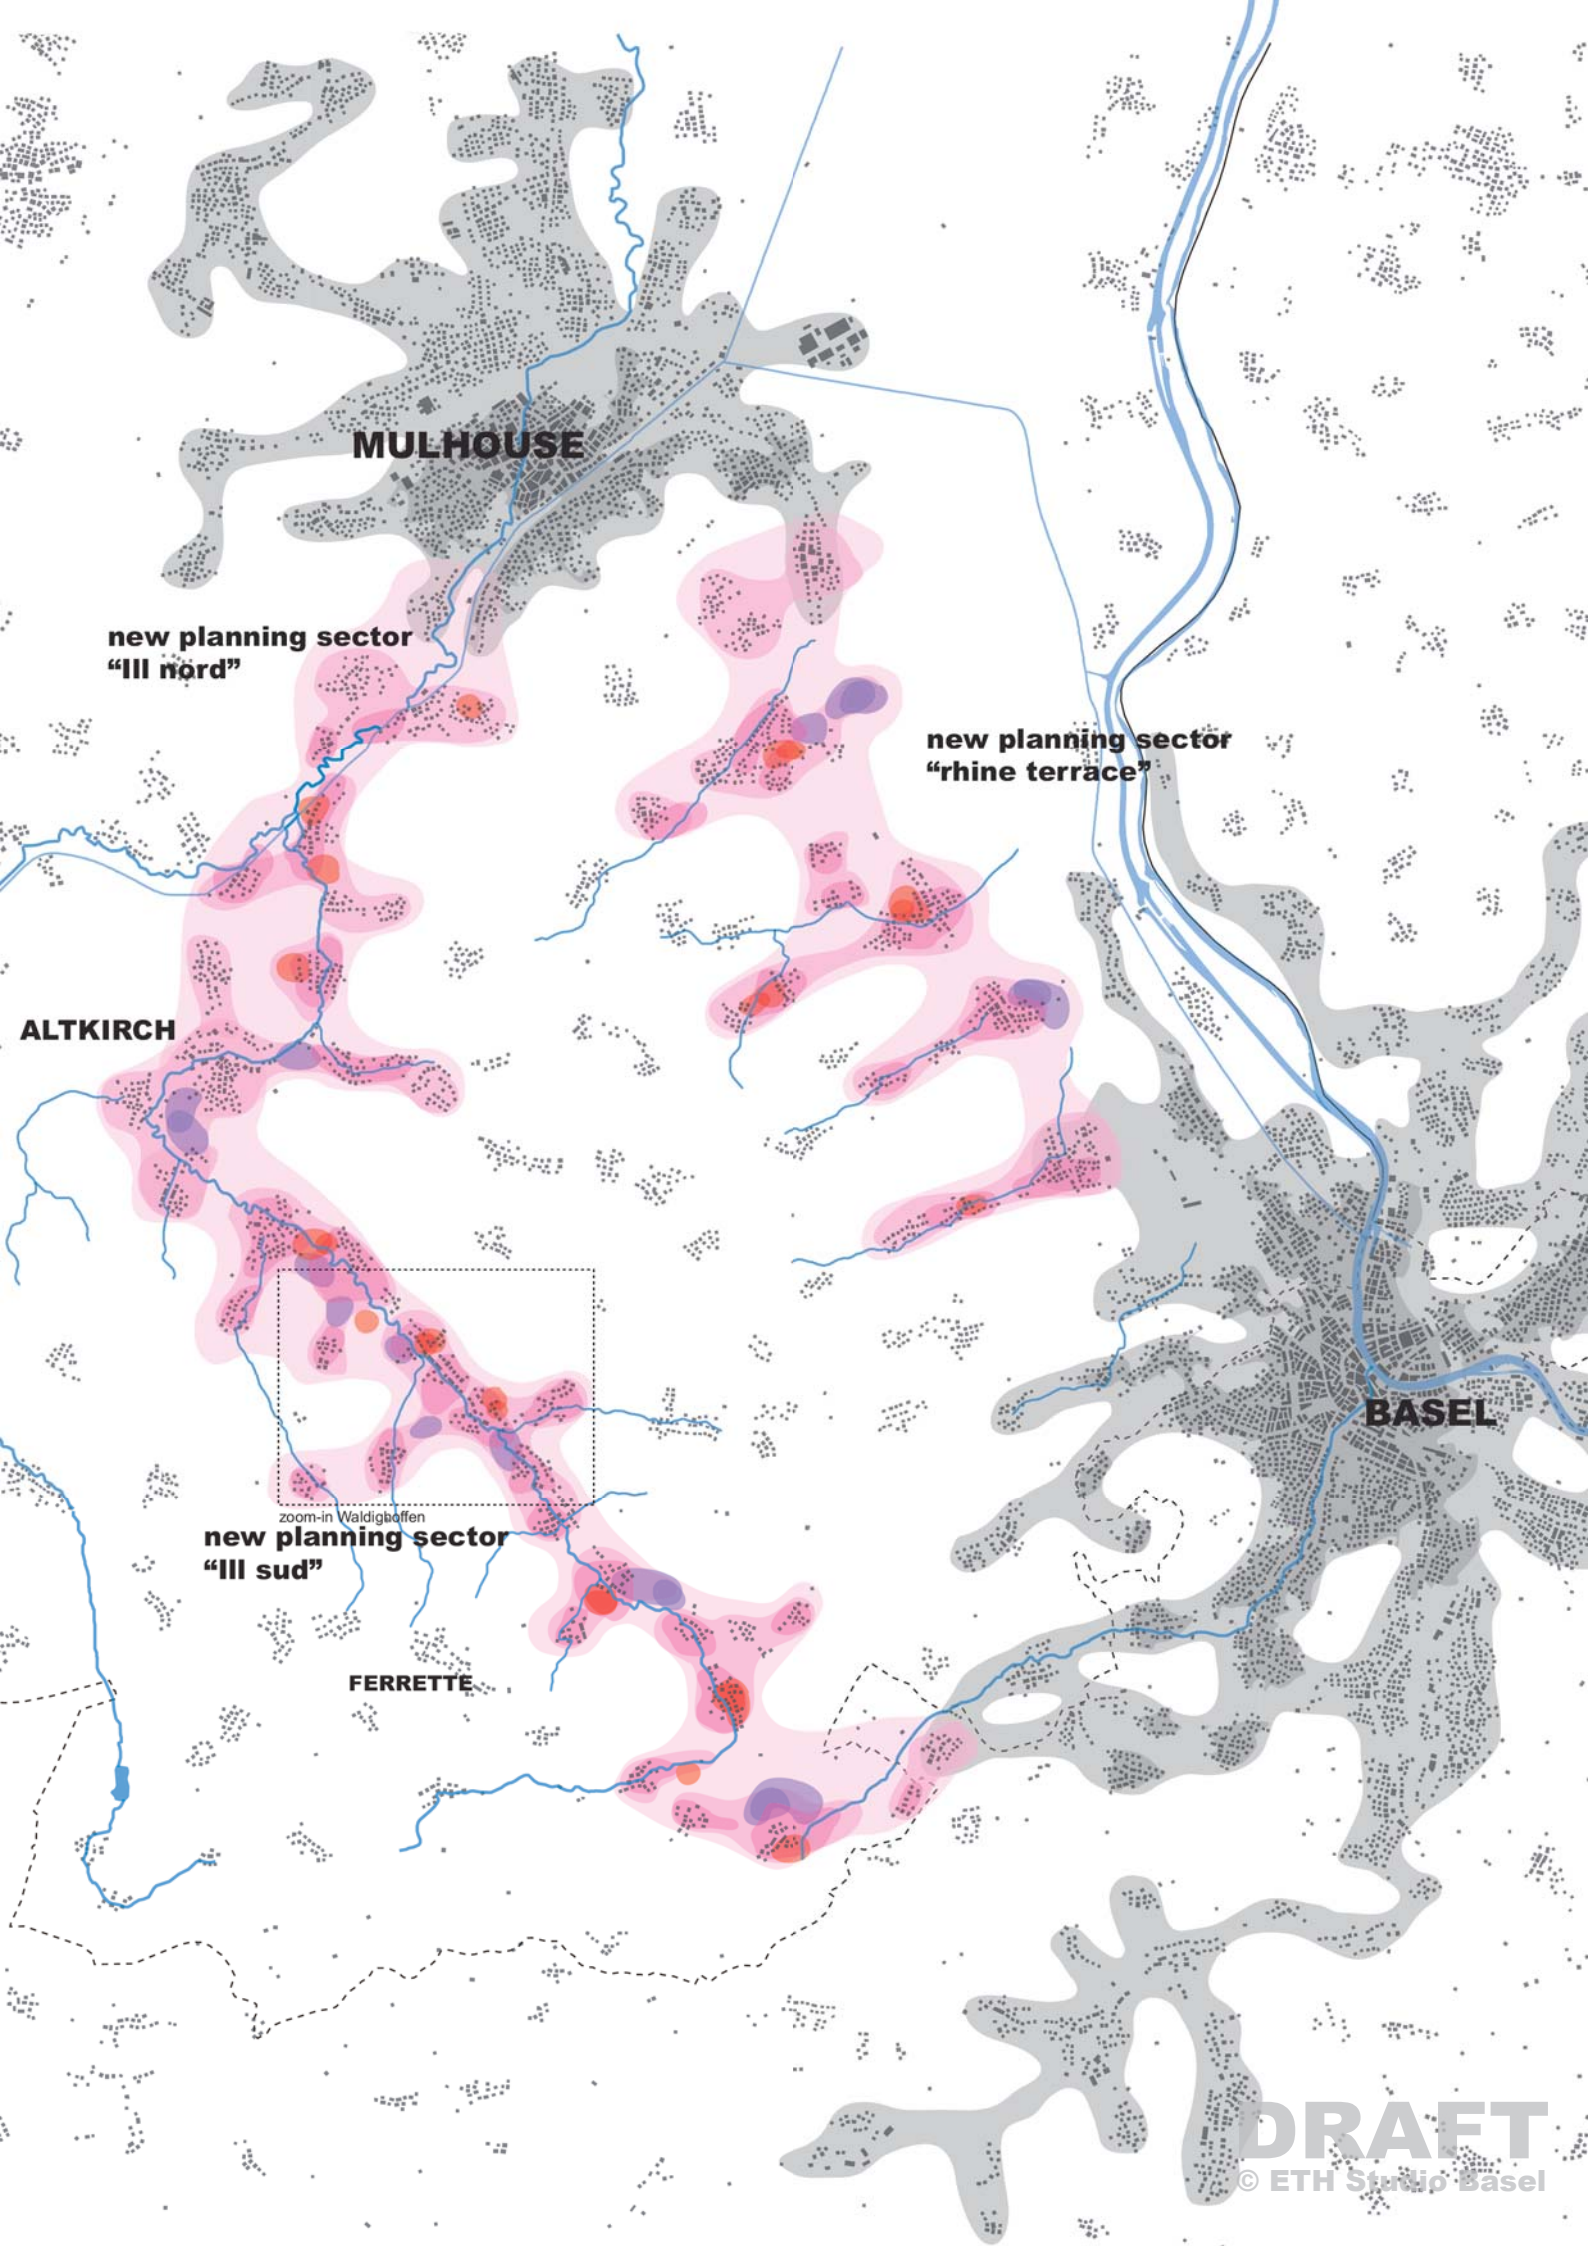 MULHOUSE
new planning sector
“Ill nord”
new planning sector
“rhine terrace”
ALTKIRCH
BASEL
zoom-in Waldighoffen
new planning sector
“Ill sud”
FERRETTE
DRAFT
© ETH Studio Basel